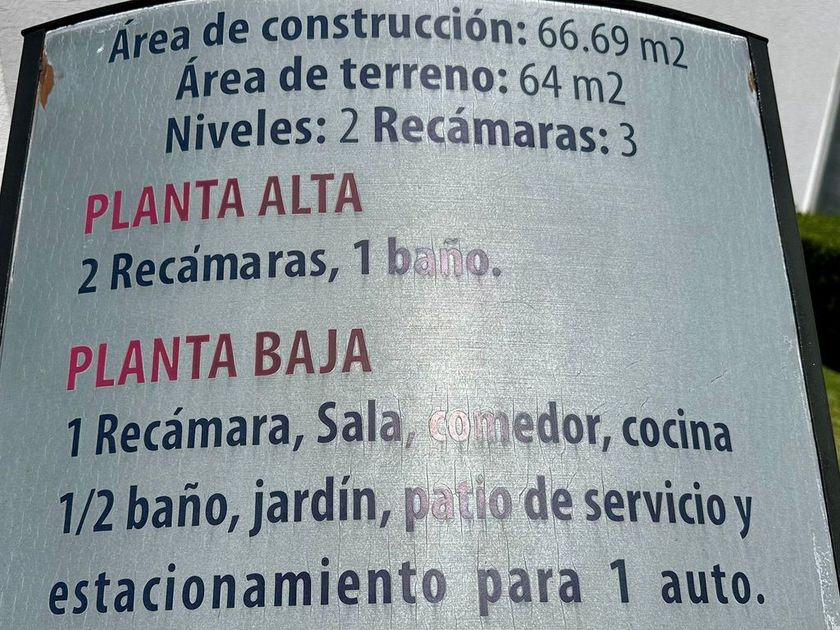 Área de construcción: 66.69 m2
Área de terreno: 64 m2
Niveles: 2 Recámaras: 3
PLANTA ALTA
2 Recámaras, 1 baño.
PLANTA BAJA
1 Recámara, Sala, comedor, cocina
1/2 baño, jardín, patio de servicio y
estacionamiento para 1 auto.